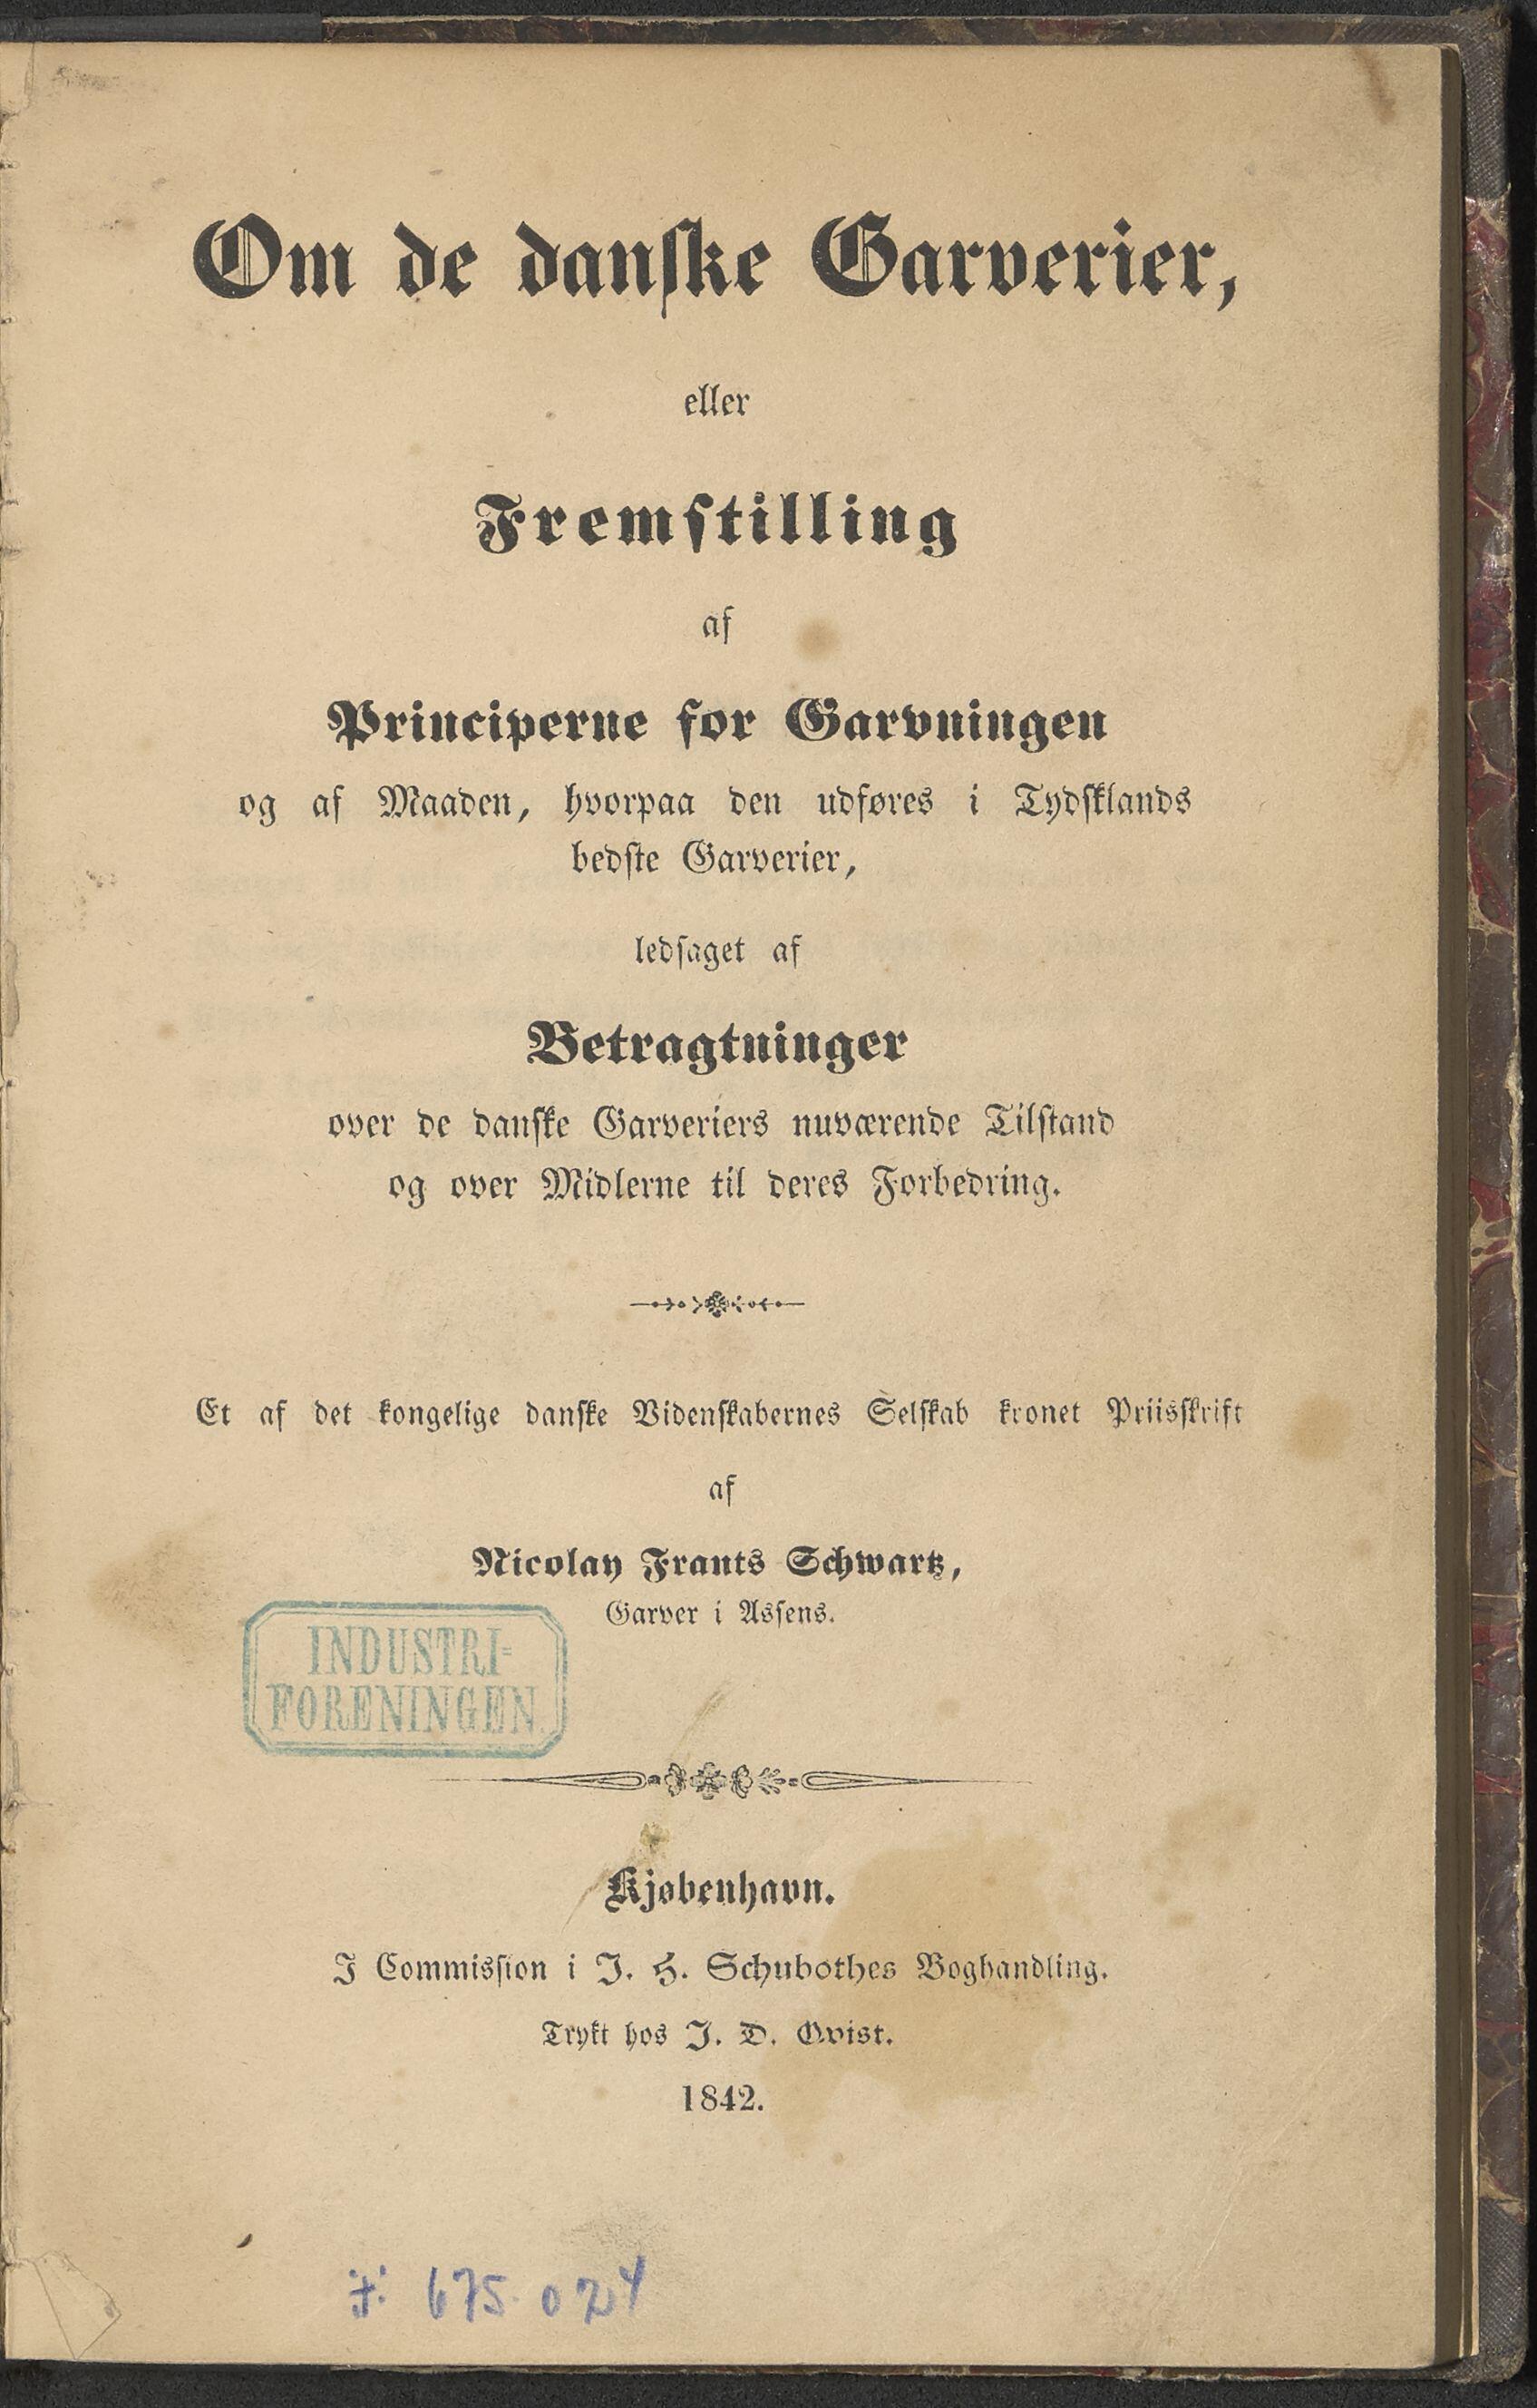 Om de danske Garverier,
eller
Fremstilling
af
Principerne for Garvningen
og af Maaden, hvorpaa den udføres i Tydsklands
bedste Garverier,
ledsaget af
Betragtninger
over de danske Garveriers nuværende Tilstand
og over Midlerne til deres Forbedring.
Et af det kongelige danske Videnskabernes Selskab kronet Priisskrift
af
Nicolay Frants Schwartz,
Garver i Assens.
INDUSTRI-
FORENINGEN.
Kjøbenhavn.
I Commission i J. H. Schubothes Boghandling.
Trykt hos J. D. Qvist.
1842.
675.024